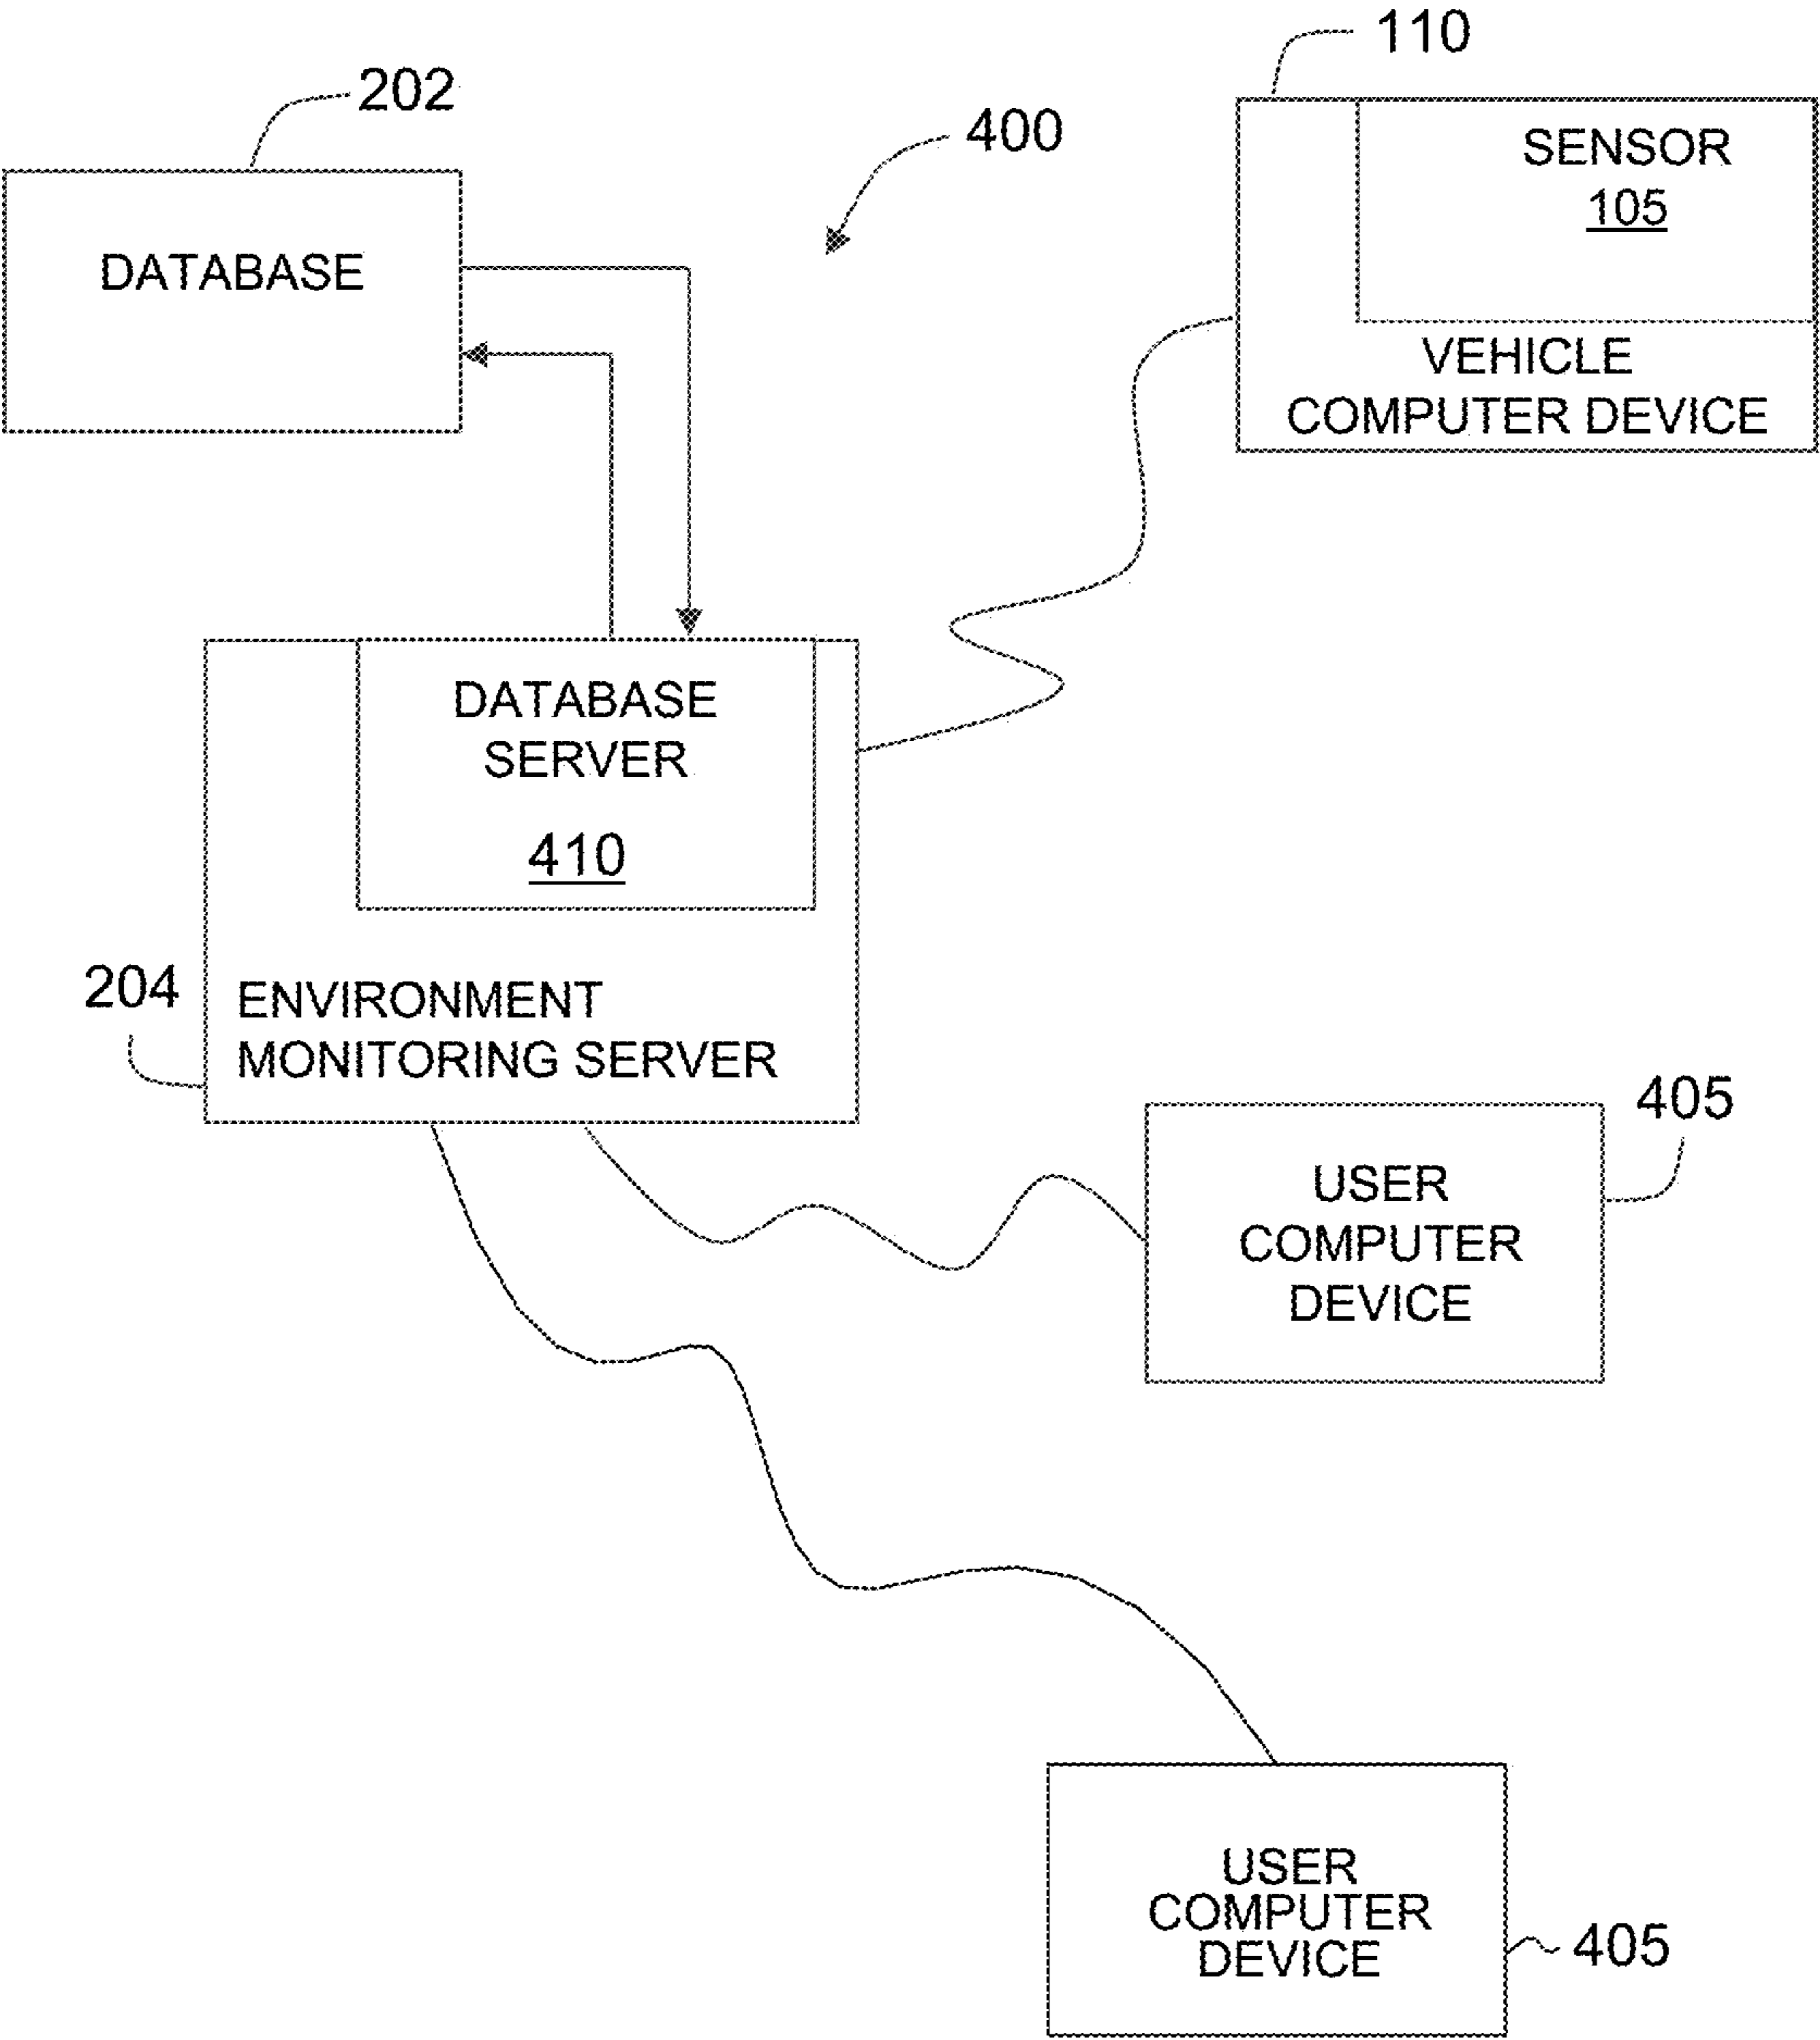 110
202
400
SENSOR
105
DATABASE
VEHICLE
COMPUTER DEVICE
DATABASE
SERVER
410
204
ENVIRONMENT
MONITORING SERVER
405
USER
COMPUTER
DEVICE
USER
COMPUTER
DEVICE
405